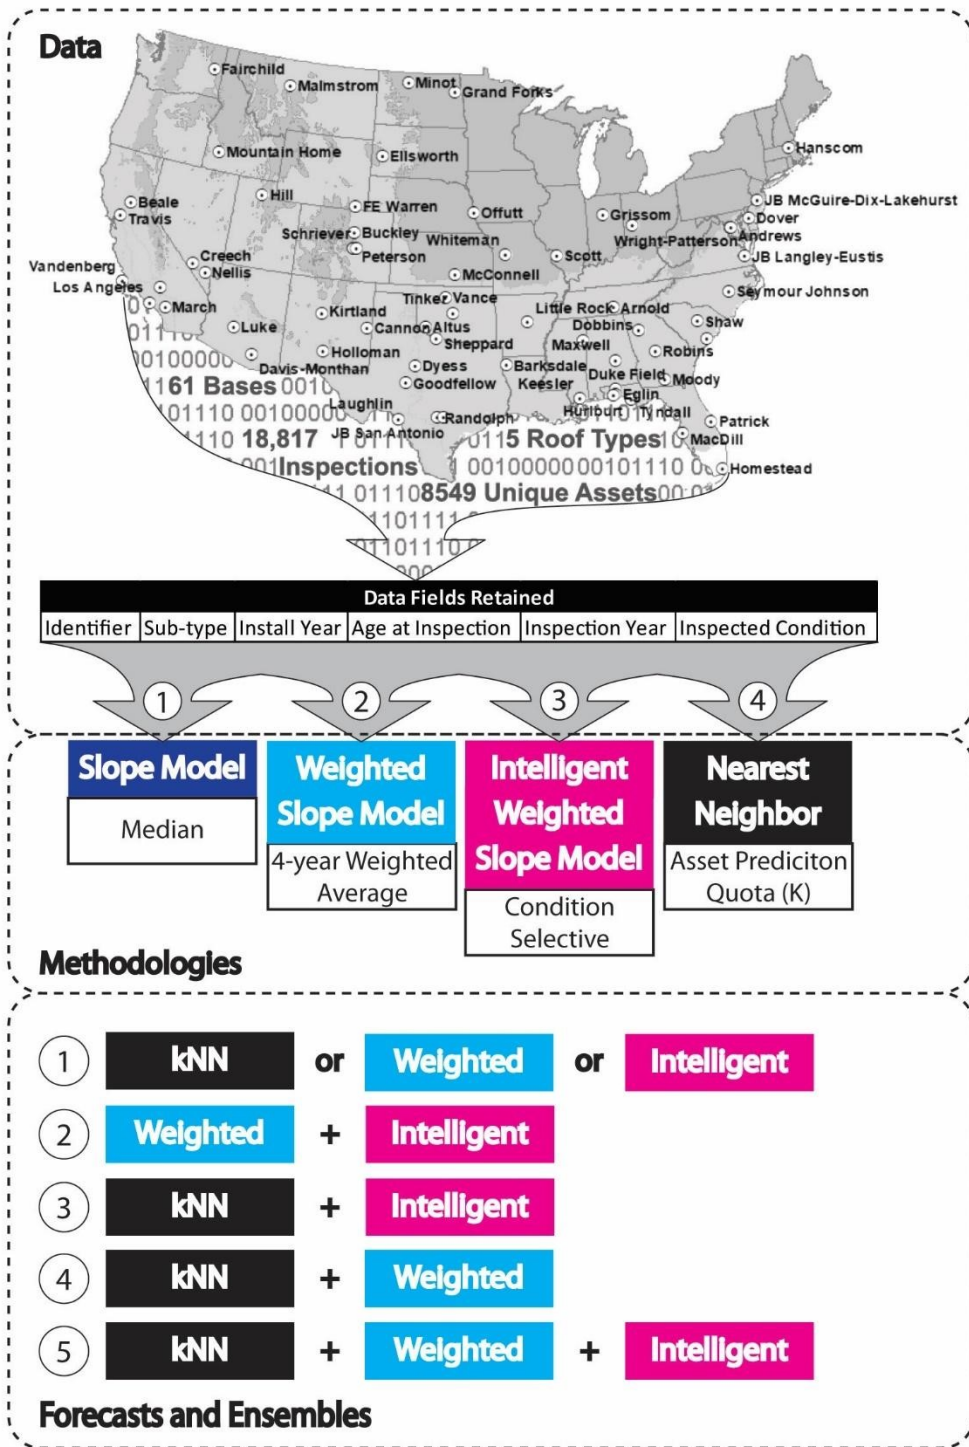 Data
Fairchild
Malmstrom
Minot
Grand Forks
Hanscom
Mountain Home
Ellsworth
Hill
FE Warren
Offutt
Grissom
JB McGuire-Dix-Lakehurst
Beale
Travis
Dover
Schriever
Buckley
Whiteman
Wright-Patterson
Andrews
Peterson
Scott
JB Langley-Eustis
Creech
Vandenberg
Nellis
McConnell
Los Angeles
Tinker
Vance
Seymour Johnson
March
Kirtland
Little Rock
Arnold
Luke
Cannon
Altus
Dobbins
Shaw
Sheppard
Maxwell
Holloman
Robins
Davis-Monthan
Dyess
Barksdale
Duke Field
Moody
61 Bases
Goodfellow
Keesler
Eglin
Laughlin
Hurlburt
Tyndall
Randolph
Patrick
JB San Antonio
18,817
5 Roof Types
MacDill
Inspections
00100000000101110
Homestead
8549 Unique Assets
Data Fields Retained
Identifier Sub-type Install Year Age at Inspection Inspection Year Inspected Condition
1 2 3 4
Slope Model
Median
Weighted
Slope Model
4-year Weighted
Average
Intelligent
Weighted
Slope Model
Condition
Selective
Nearest
Neighbor
Asset Prediciton
Quota (K)
Methodologies
1 kNN or Weighted or Intelligent
2 Weighted + Intelligent
3 kNN + Intelligent
4 kNN + Weighted
5 kNN + Weighted + Intelligent
Forecasts and Ensembles